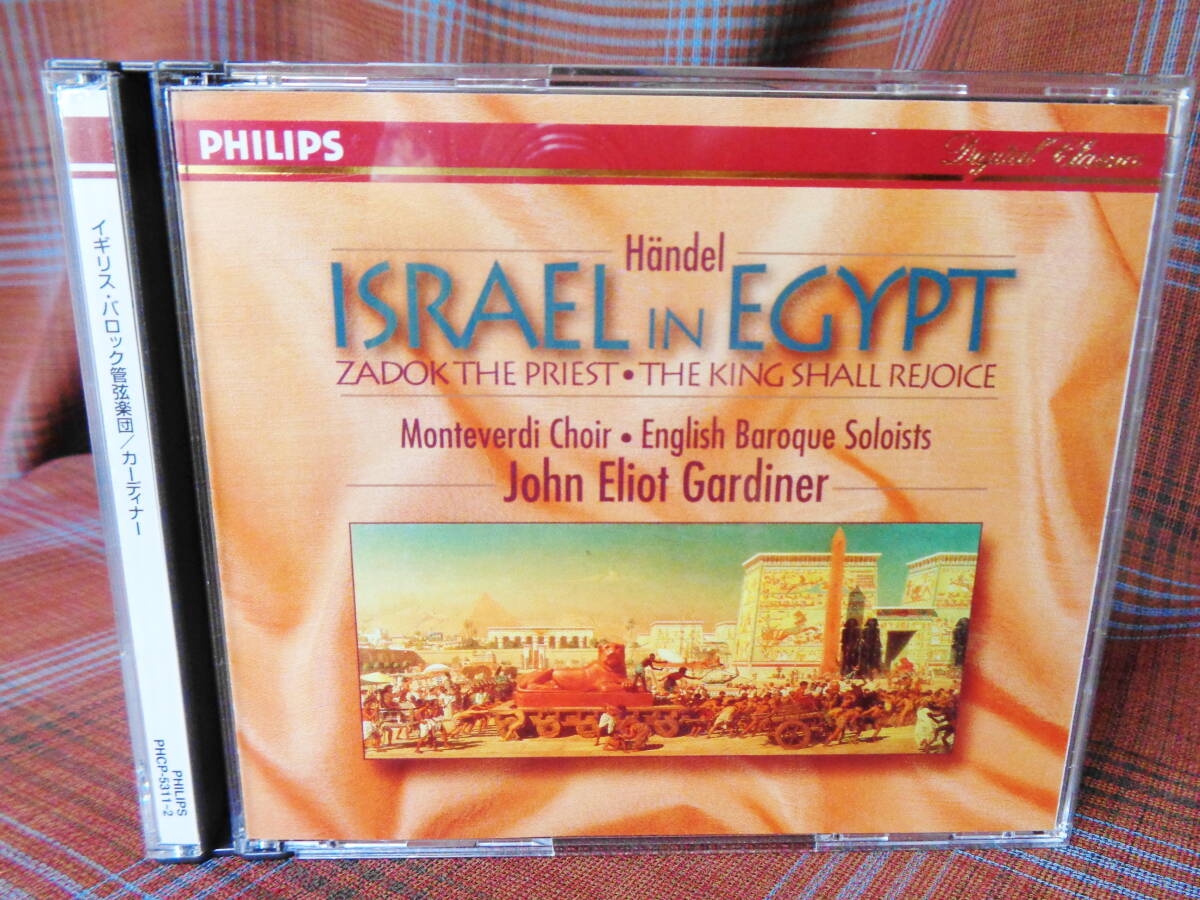 イギリス・バロック管弦楽団/カーディナー
PHILIPS
PHCP-5311~2
PHILIPS
Digital Classics
Händel
ISRAEL IN EGYPT
ZADOK THE PRIEST • THE KING SHALL REJOICE
Monteverdi Choir • English Baroque Soloists
John Eliot Gardiner